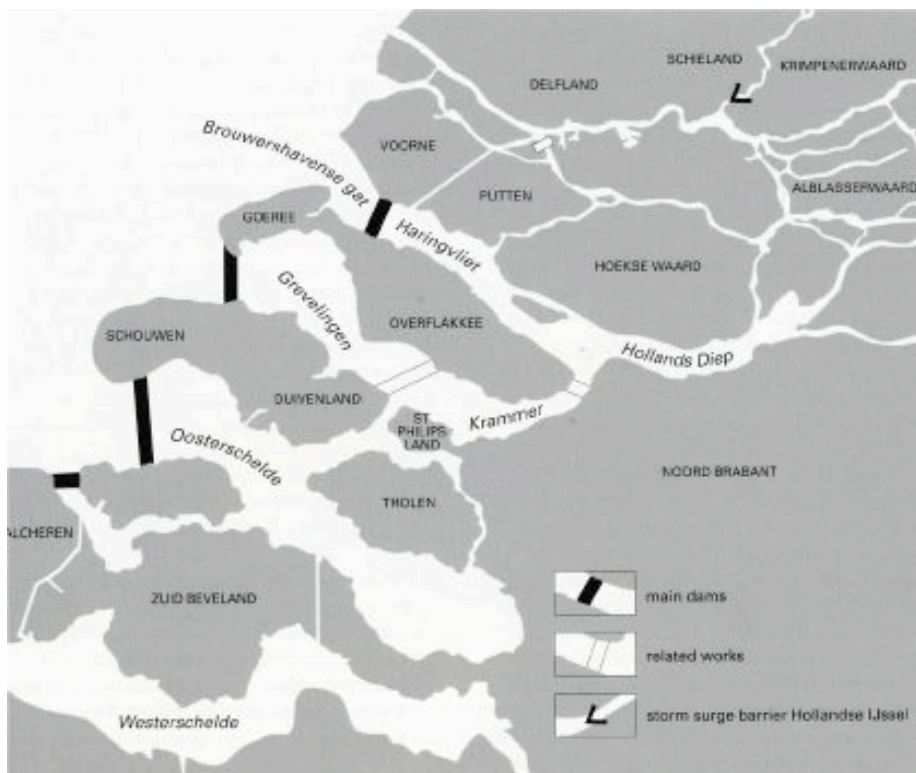 SCHIELAND
KRIMPENERWAARD
DELFLAND
Brouwershavense gat
VOORNE
ALBLASSERWAARD
PUTTEN
GOEREE
Haringvliet
HOEKSE WAARD
Grevelingen
OVERFLAKKEE
SCHOUWEN
Hollands Diep
DUIVENLAND
Krammer
ST
PHILIPS
LAND
Oosterschelde
NOORD BRABANT
THOLEN
ALCHEREN
ZUID BEVELAND
main dams
related works
Westerschelde
storm surge barrier Hollandse IJssel